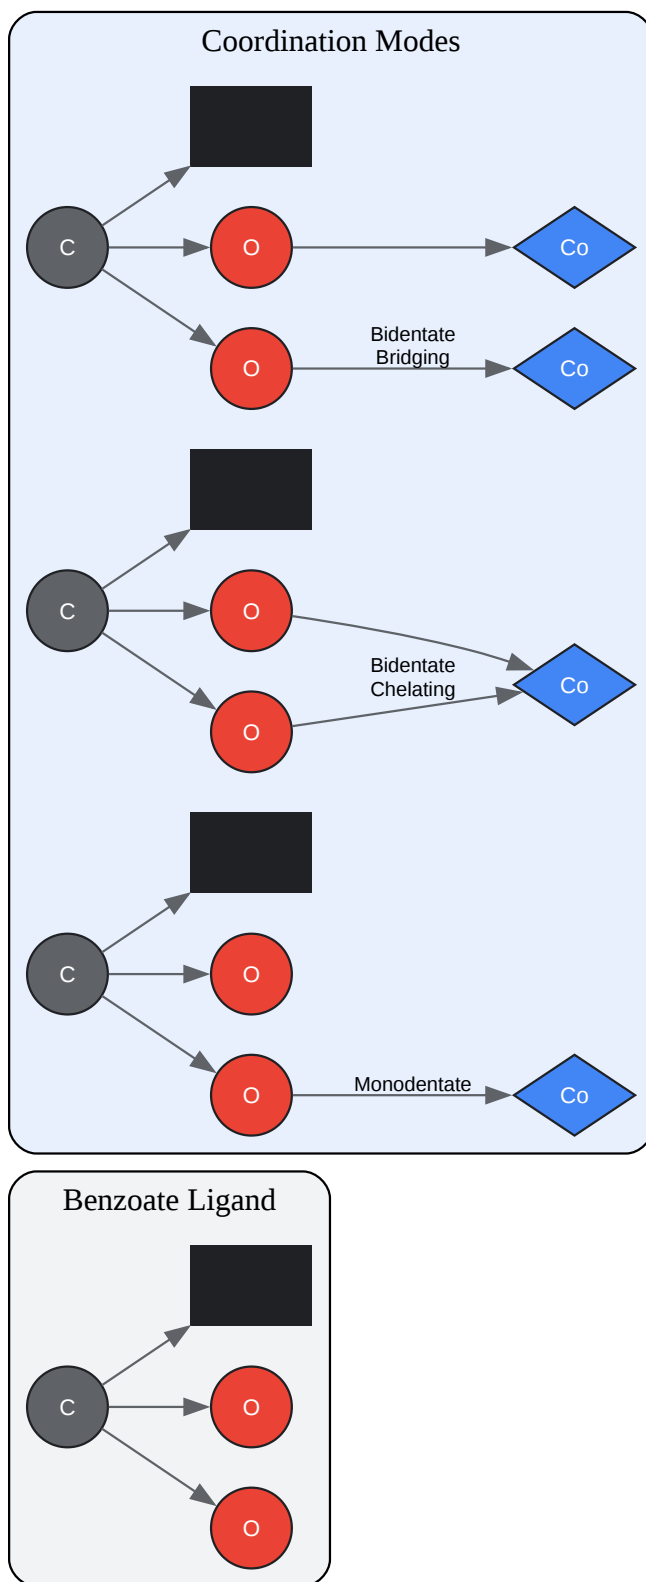 Coordination Modes
C
O
Co
O
Bidentate
Bridging
Co
C
O
Bidentate
Chelating
Co
O
C
O
O
Monodentate
Co
Benzoate Ligand
C
O
O